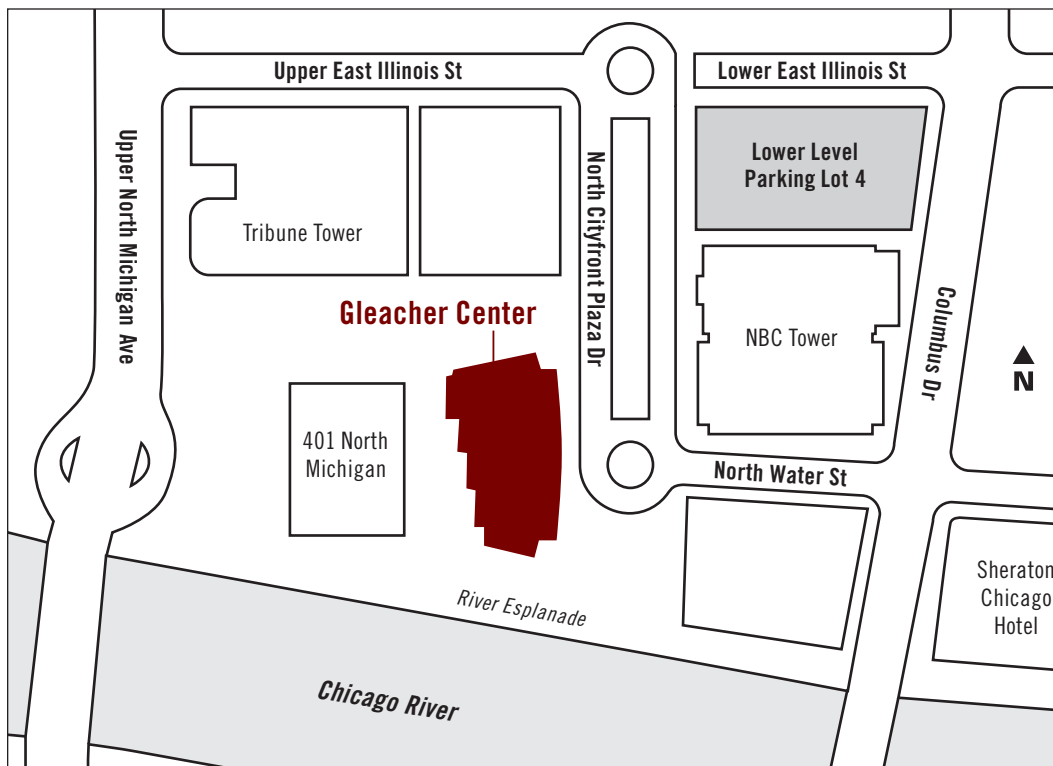 Upper East Illinois St
Lower East Illinois St
Upper North Michigan Ave
Tribune Tower
North Cityfront Plaza Dr
Lower Level
Parking Lot 4
Gleacher Center
NBC Tower
Columbus Dr
N
401 North
Michigan
North Water St
River Esplanade
Sheraton
Chicago
Hotel
Chicago River